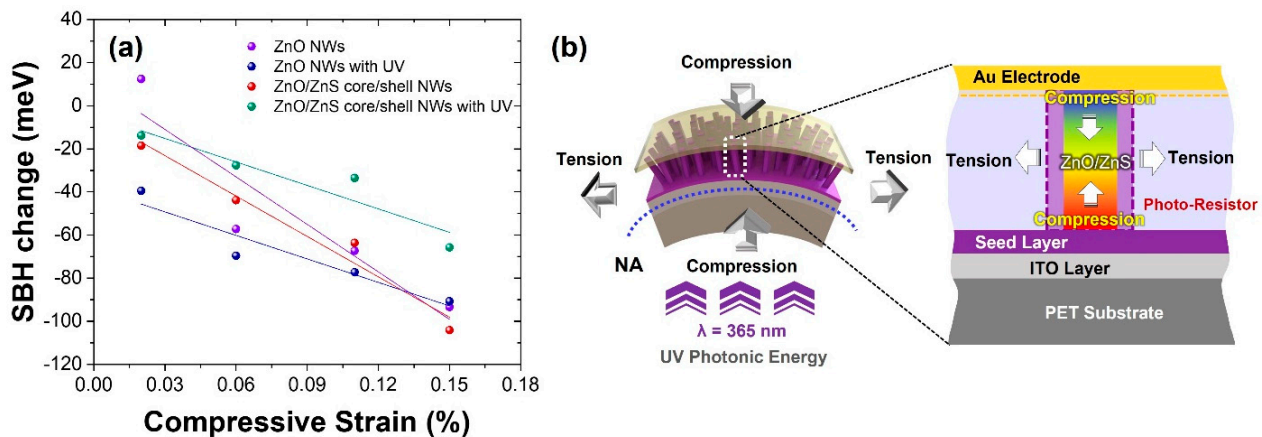 (a)
ZnO NWs
ZnO NWs with UV
ZnO/ZnS core/shell NWs
ZnO/ZnS core/shell NWs with UV
SBH change (meV)
40
20
0
-20
-40
-60
-80
-100
-120
0.00 0.03 0.06 0.09 0.12 0.15 0.18
Compressive Strain (%)
(b)
Compression
Tension
Tension
NA
Compression
λ = 365 nm
UV Photonic Energy
Au Electrode
Compression
Tension
ZnO/ZnS
Tension
Compression
Photo-Resistor
Seed Layer
ITO Layer
PET Substrate